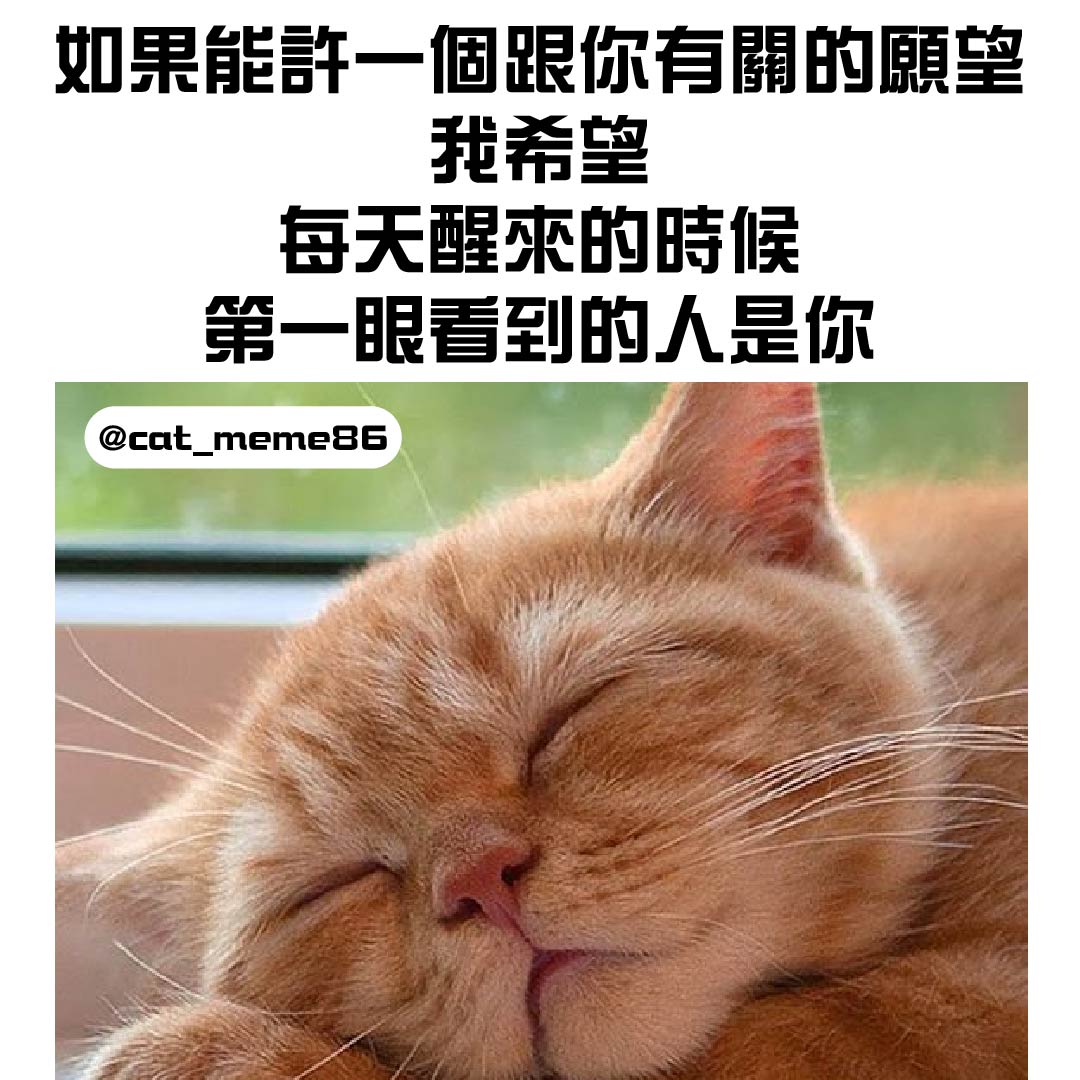 如果能許一個跟你有關的願望
我希望
每天醒來的時候
第一眼看到的人是你
@cat_meme86